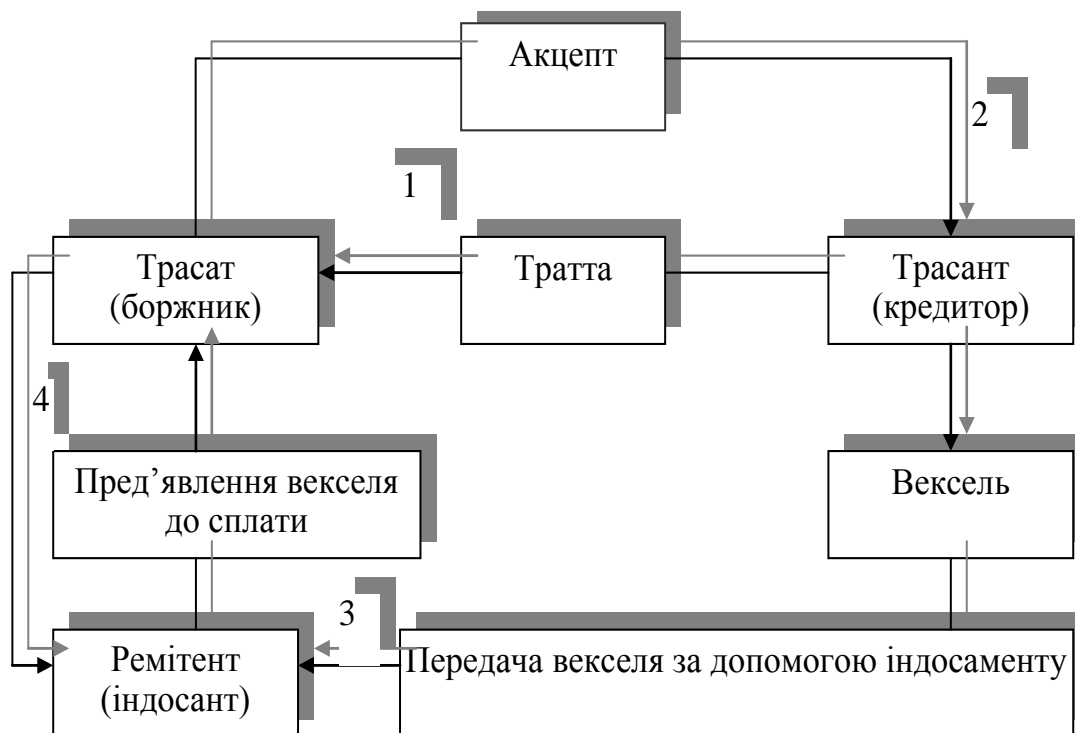 Акцепт
2
1
Трасат
(боржник)
Тратта
Трасант
(кредитор)
4
Пред’явлення векселя
до сплати
Вексель
3
Ремітент
(індосант)
Передача векселя за допомогою індосаменту